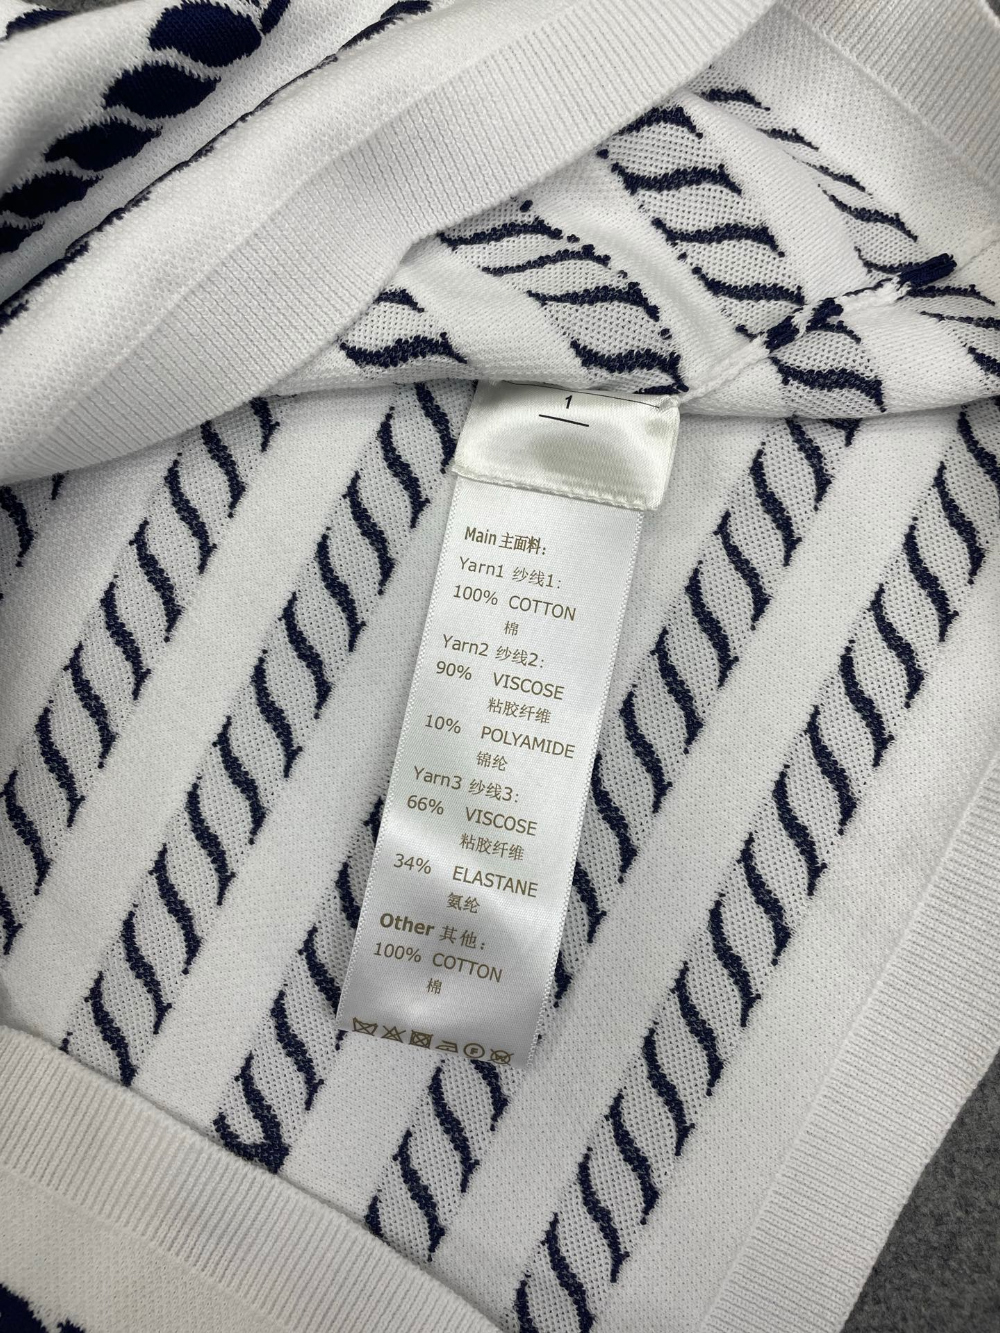 1
Main 主面料:
Yarn1 纱线1:
100% COTTON
棉
Yarn2 纱线2:
90% VISCOSE
粘胶纤维
10% POLYAMIDE
锦纶
Yarn3 纱线3:
66% VISCOSE
粘胶纤维
34% ELASTANE
氨纶
Other 其他:
100% COTTON
棉
F